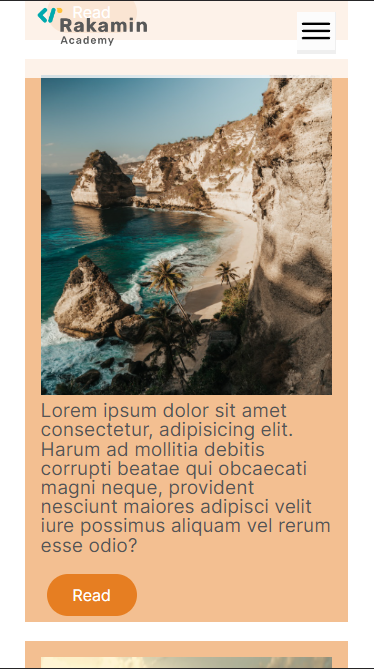 Read
Rakamin
Academy
Lorem ipsum dolor sit amet
consectetur, adipisicing elit.
Harum ad mollitia debitis
corrupti beatae qui obcaecati
magni neque, provident
nesciunt maiores adipisci velit
iure possimus aliquam vel rerum
esse odio?
Read